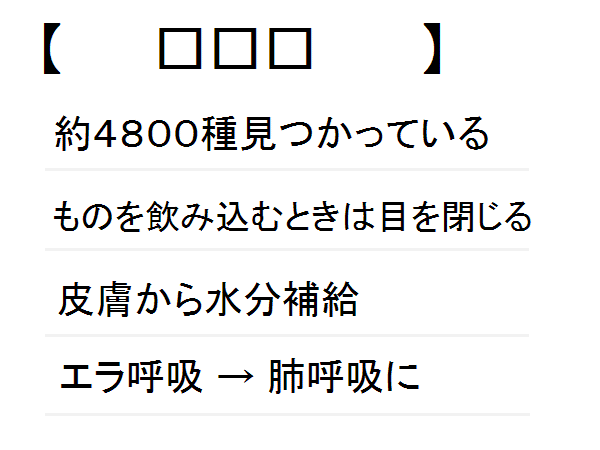 【 □□□ 】
約4800種見つかっている
ものを飲み込むときは目を閉じる
皮膚から水分補給
エラ呼吸 → 肺呼吸に